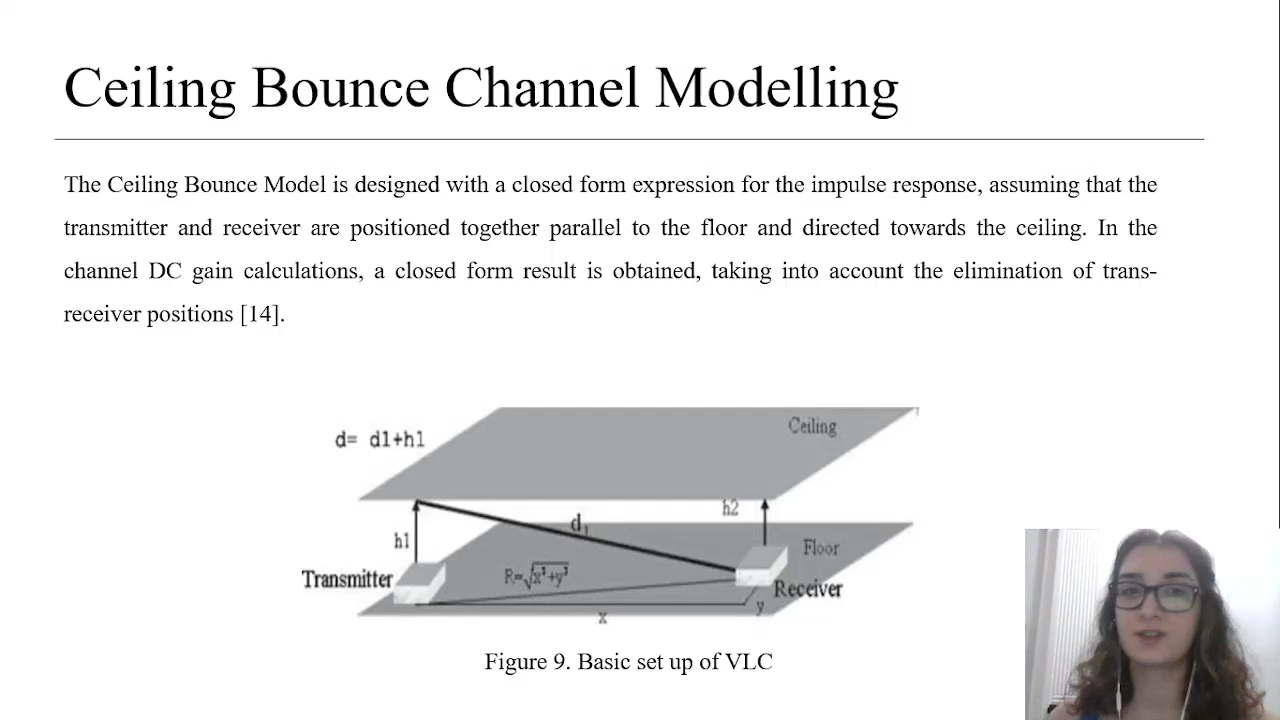 Ceiling Bounce Channel Modelling
The Ceiling Bounce Model is designed with a closed form expression for the impulse response, assuming that the
transmitter and receiver are positioned together parallel to the floor and directed towards the ceiling. In the
channel DC gain calculations, a closed form result is obtained, taking into account the elimination of trans-
receiver positions [14].
d= d1+h1
Ceiling
h2
d₁
h1
Floor
R=√x²+y²
Transmitter
Receiver
y
x
Figure 9. Basic set up of VLC